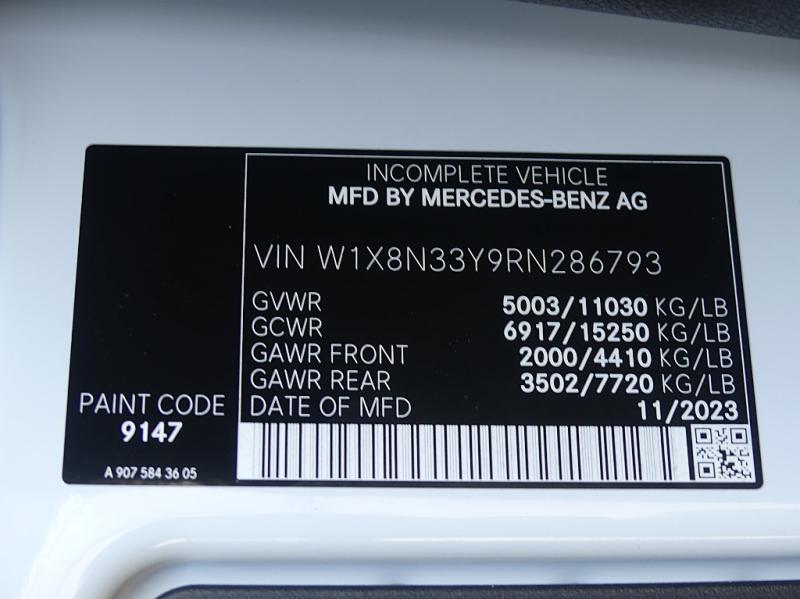 INCOMPLETE VEHICLE
MFD BY MERCEDES-BENZ AG
VIN W1X8N33Y9RN286793
GVWR 5003/11030 KG/LB
GCWR 6917/15250 KG/LB
GAWR FRONT 2000/4410 KG/LB
GAWR REAR 3502/7720 KG/LB
DATE OF MFD 11/2023
PAINT CODE
9147
A 907 584 36 05